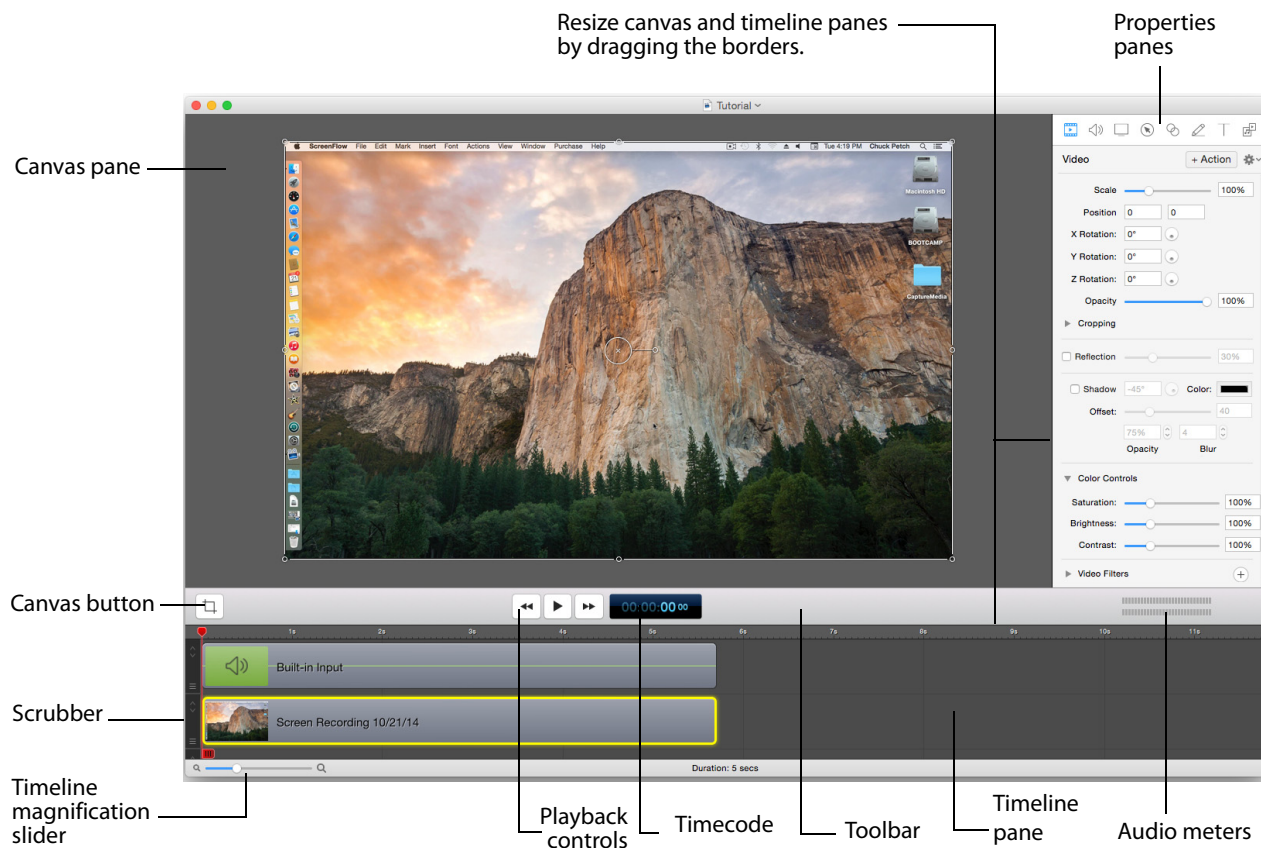 Resize canvas and timeline panes
by dragging the borders.
Properties
panes
Tutorial
Canvas pane
ScreenFlow File Edit Mark Insert Font Actions View Window Purchase Help
Tue 4:19 PM Chuck Petch
Macintosh HD
BOOTCAMP
CaptureMedia
Video
+ Action
Scale 100%
Position 0 0
X Rotation: 0°
Y Rotation: 0°
Z Rotation: 0°
Opacity 100%
Cropping
Reflection 30%
Shadow -45° Color:
Offset: 40
75% 4
Opacity Blur
Color Controls
Saturation: 100%
Brightness: 100%
Contrast: 100%
Video Filters
Canvas button
00:00:00 00
1s 2s 3s 4s 5s 6s 7s 8s 9s 10s 11s
Built-in Input
Scrubber
Screen Recording 10/21/14
Duration: 5 secs
Timeline
magnification
slider
Playback
controls
Timecode
Toolbar
Timeline
pane
Audio meters